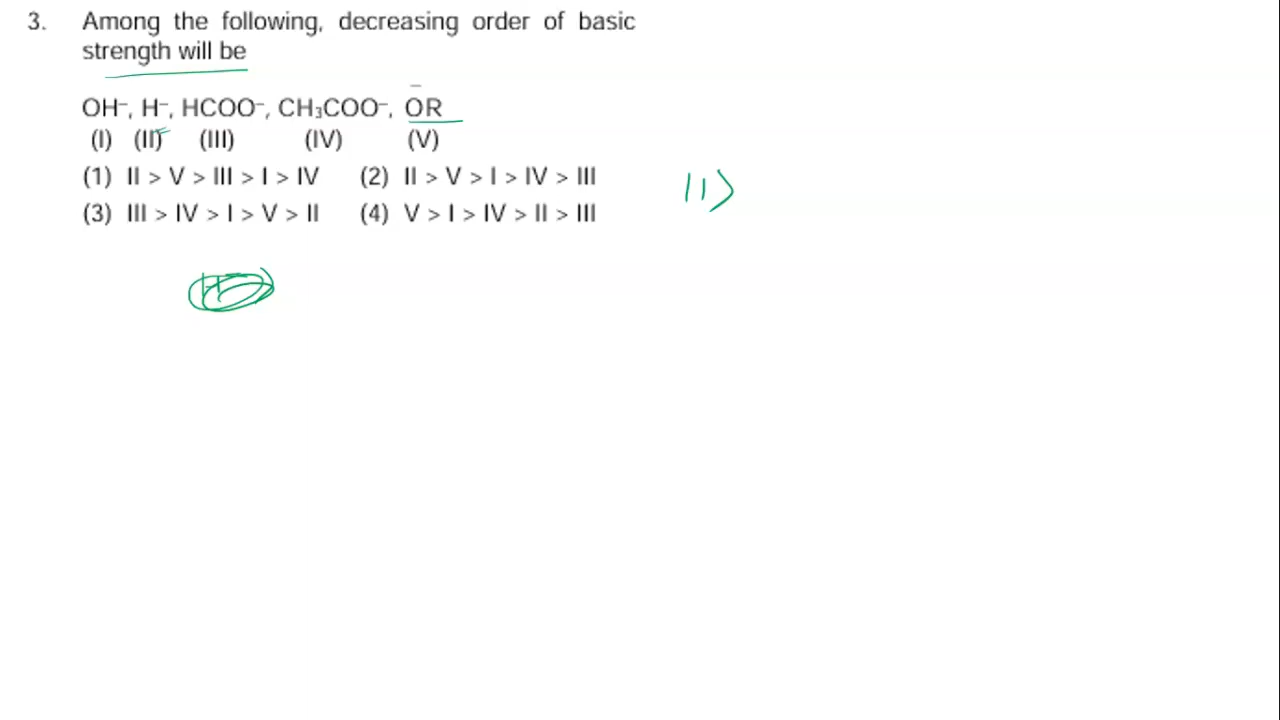 3. Among the following, decreasing order of basic
strength will be
OH⁻, H⁻, HCOO⁻, CH₃COO⁻, O̅R
(I) (II) (III) (IV) (V)
(1) II > V > III > I > IV (2) II > V > I > IV > III
(3) III > IV > I > V > II (4) V > I > IV > II > III
II >